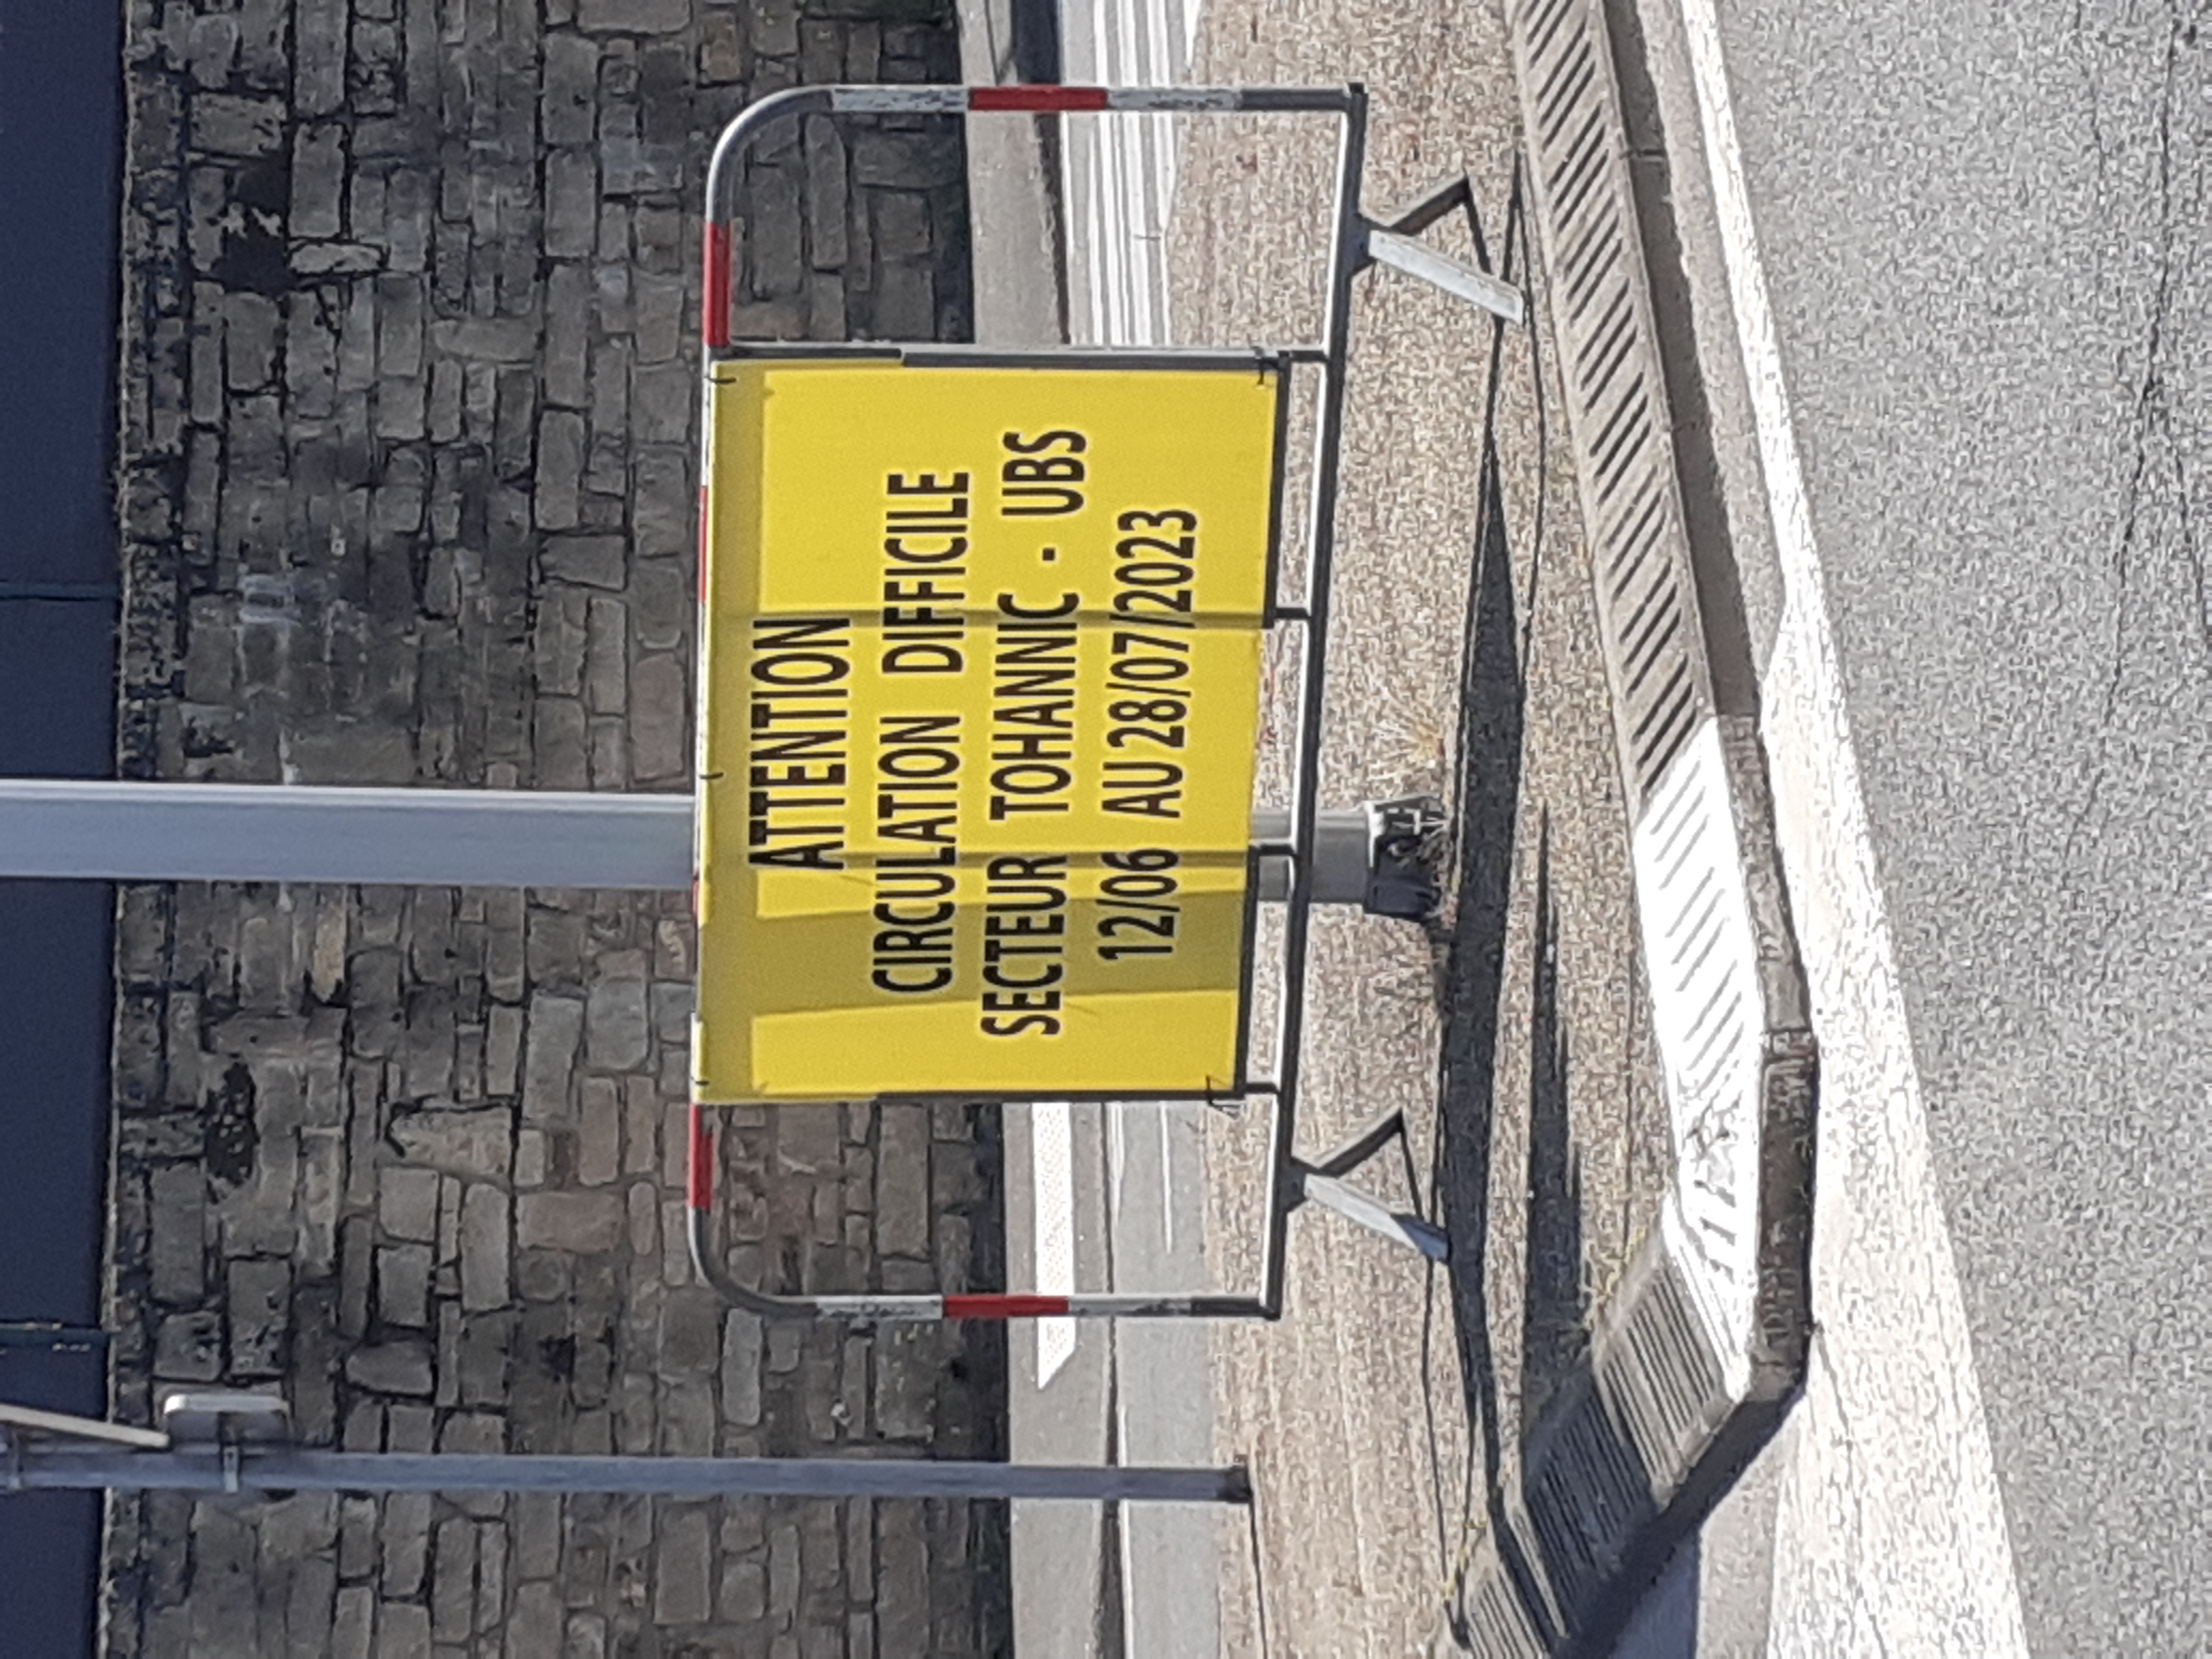 ATTENTION
CIRCULATION DIFFICILE
SECTEUR TOHANNIC - UBS
12/06 AU 28/07/2023